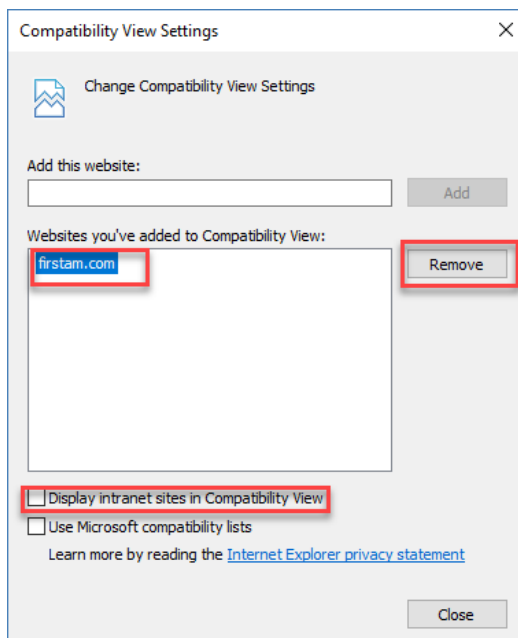 Compatibility View Settings
Change Compatibility View Settings
Add this website:
Add
Websites you've added to Compatibility View:
firstam.com
Remove
Display intranet sites in Compatibility View
Use Microsoft compatibility lists
Learn more by reading the Internet Explorer privacy statement
Close